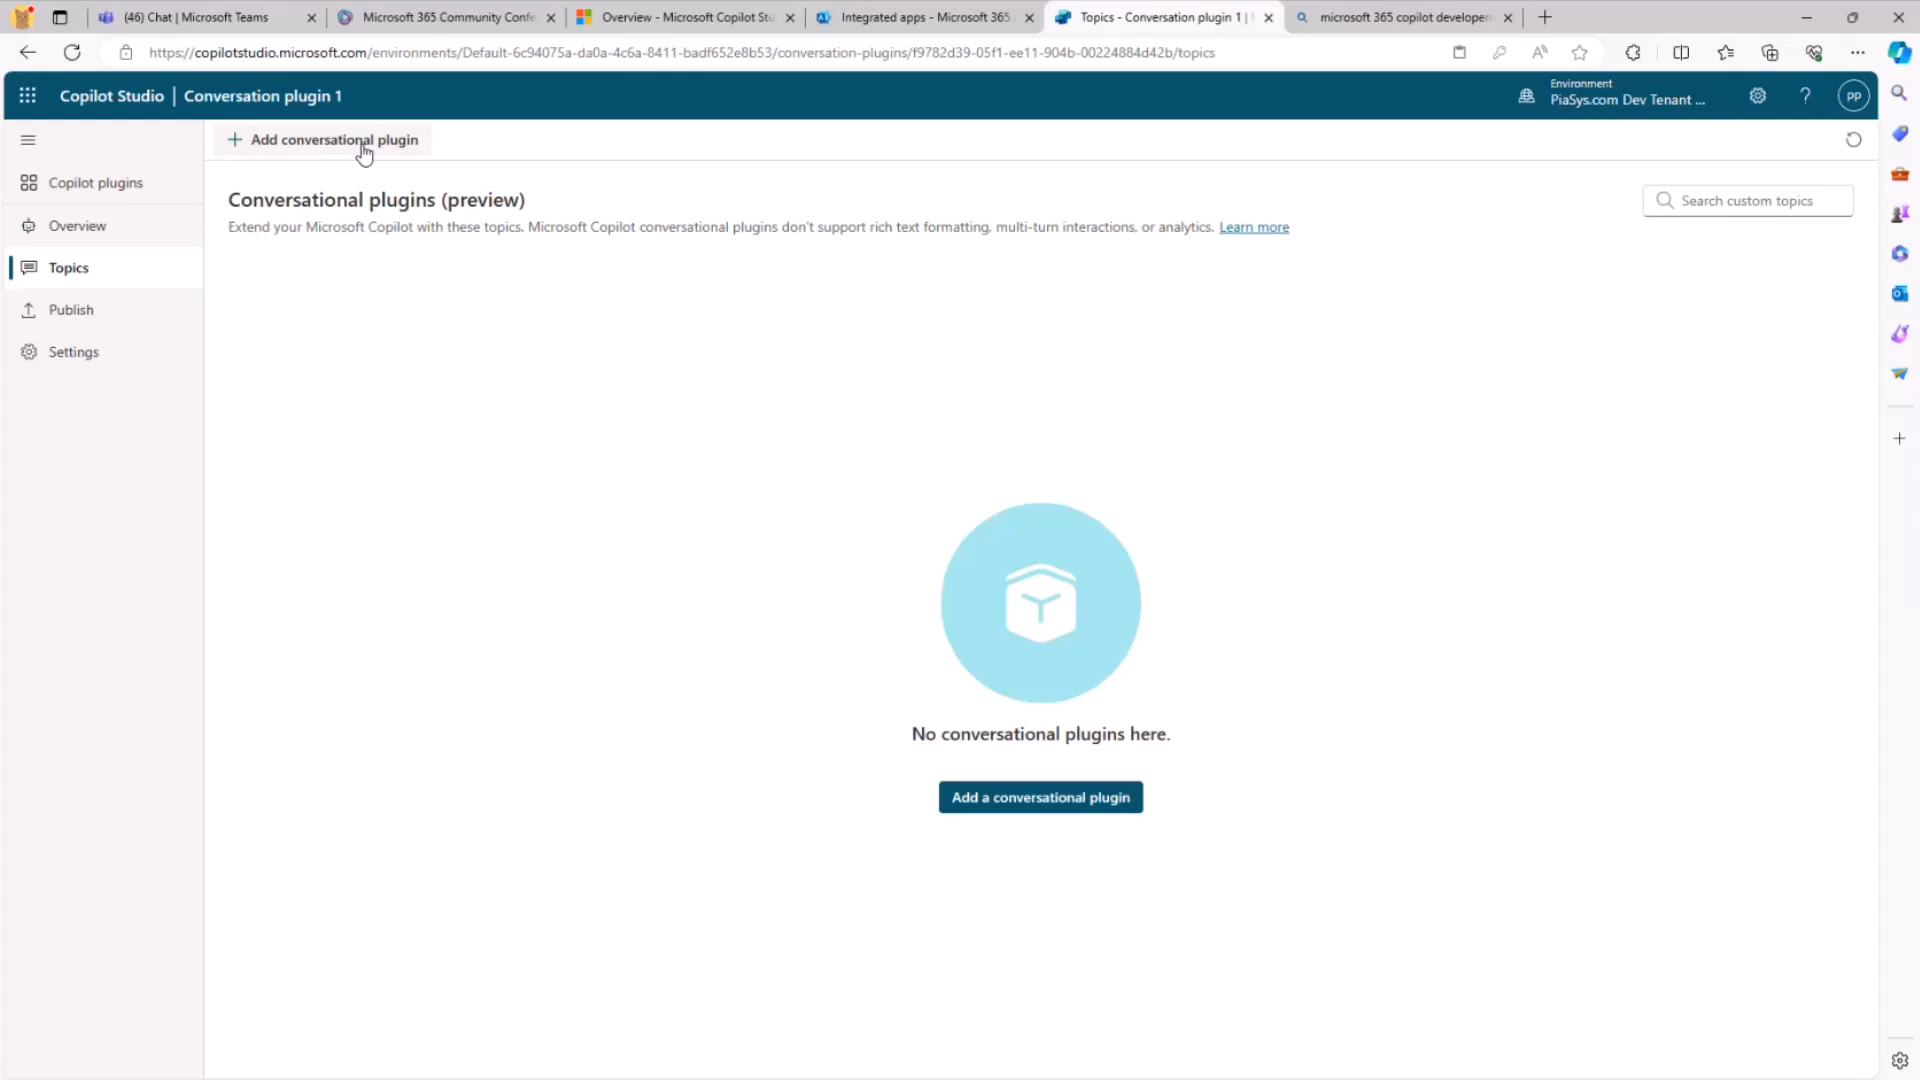 (46) Chat | Microsoft Teams
Microsoft 365 Community Confe
Overview - Microsoft Copilot Stu
Integrated apps - Microsoft 365
Topics - Conversation plugin 1 |
microsoft 365 copilot developer
https://copilotstudio.microsoft.com/environments/Default-6c94075a-da0a-4c6a-8411-badf652e8b53/conversation-plugins/f9782d39-05f1-ee11-904b-00224884d42b/topics
Copilot Studio | Conversation plugin 1
Environment
PiaSys.com Dev Tenant ...
PP
Add conversational plugin
Copilot plugins
Overview
Topics
Publish
Settings
Conversational plugins (preview)
Search custom topics
Extend your Microsoft Copilot with these topics. Microsoft Copilot conversational plugins don't support rich text formatting, multi-turn interactions, or analytics. Learn more
No conversational plugins here.
Add a conversational plugin